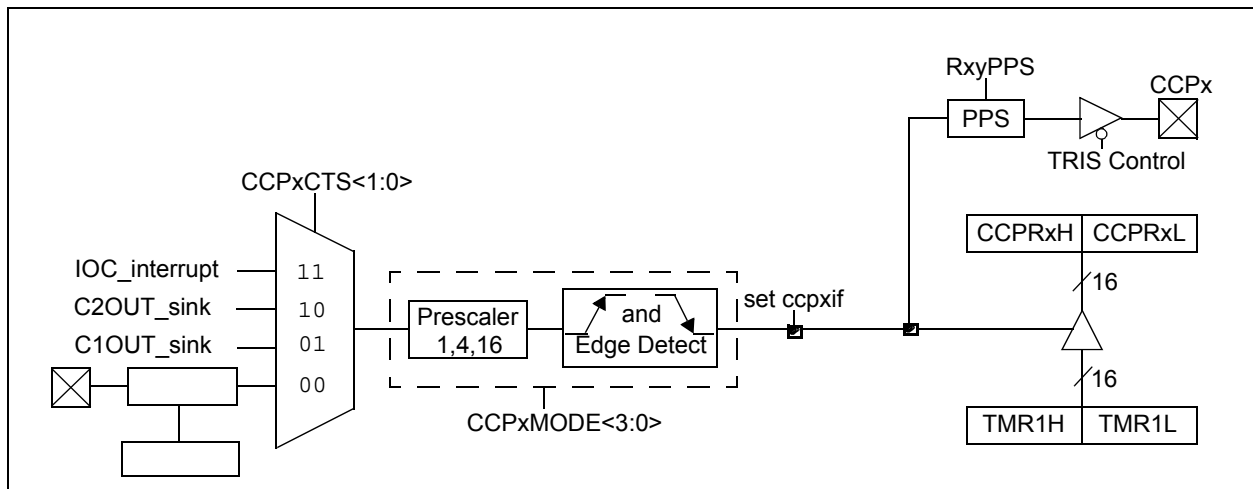 RxyPPS
CCPx
PPS
TRIS Control
CCPxCTS<1:0>
CCPRxH CCPRxL
IOC_interrupt 11
16
C2OUT_sink 10
set ccpxif
Prescaler
1,4,16
and
Edge Detect
C1OUT_sink 01
00
16
CCPxMODE<3:0>
TMR1H TMR1L